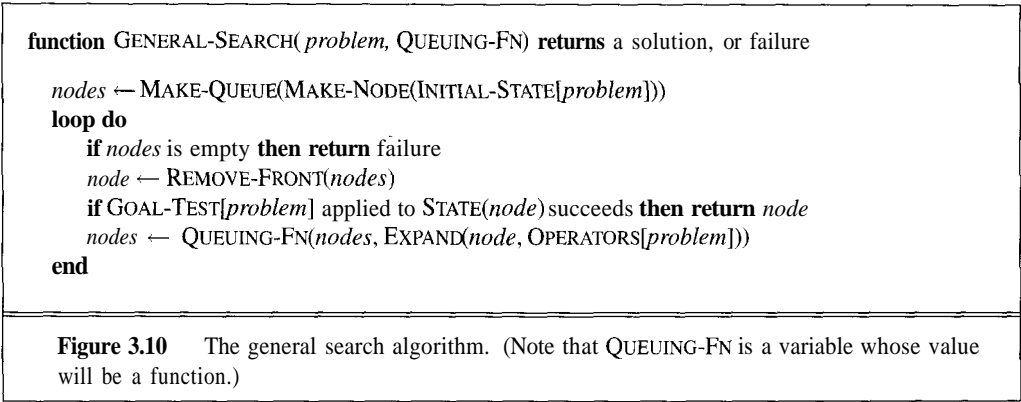 function GENERAL-SEARCH( problem, QUEUING-FN) returns a solution, or failure
nodes ← MAKE-QUEUE(MAKE-NODE(INITIAL-STATE[problem]))
loop do
if nodes is empty then return failure
node ← REMOVE-FRONT(nodes)
if GOAL-TEST[problem] applied to STATE(node) succeeds then return node
nodes ← QUEUING-FN(nodes, EXPAND(node, OPERATORS[problem]))
end
Figure 3.10 The general search algorithm. (Note that QUEUING-FN is a variable whose value
will be a function.)